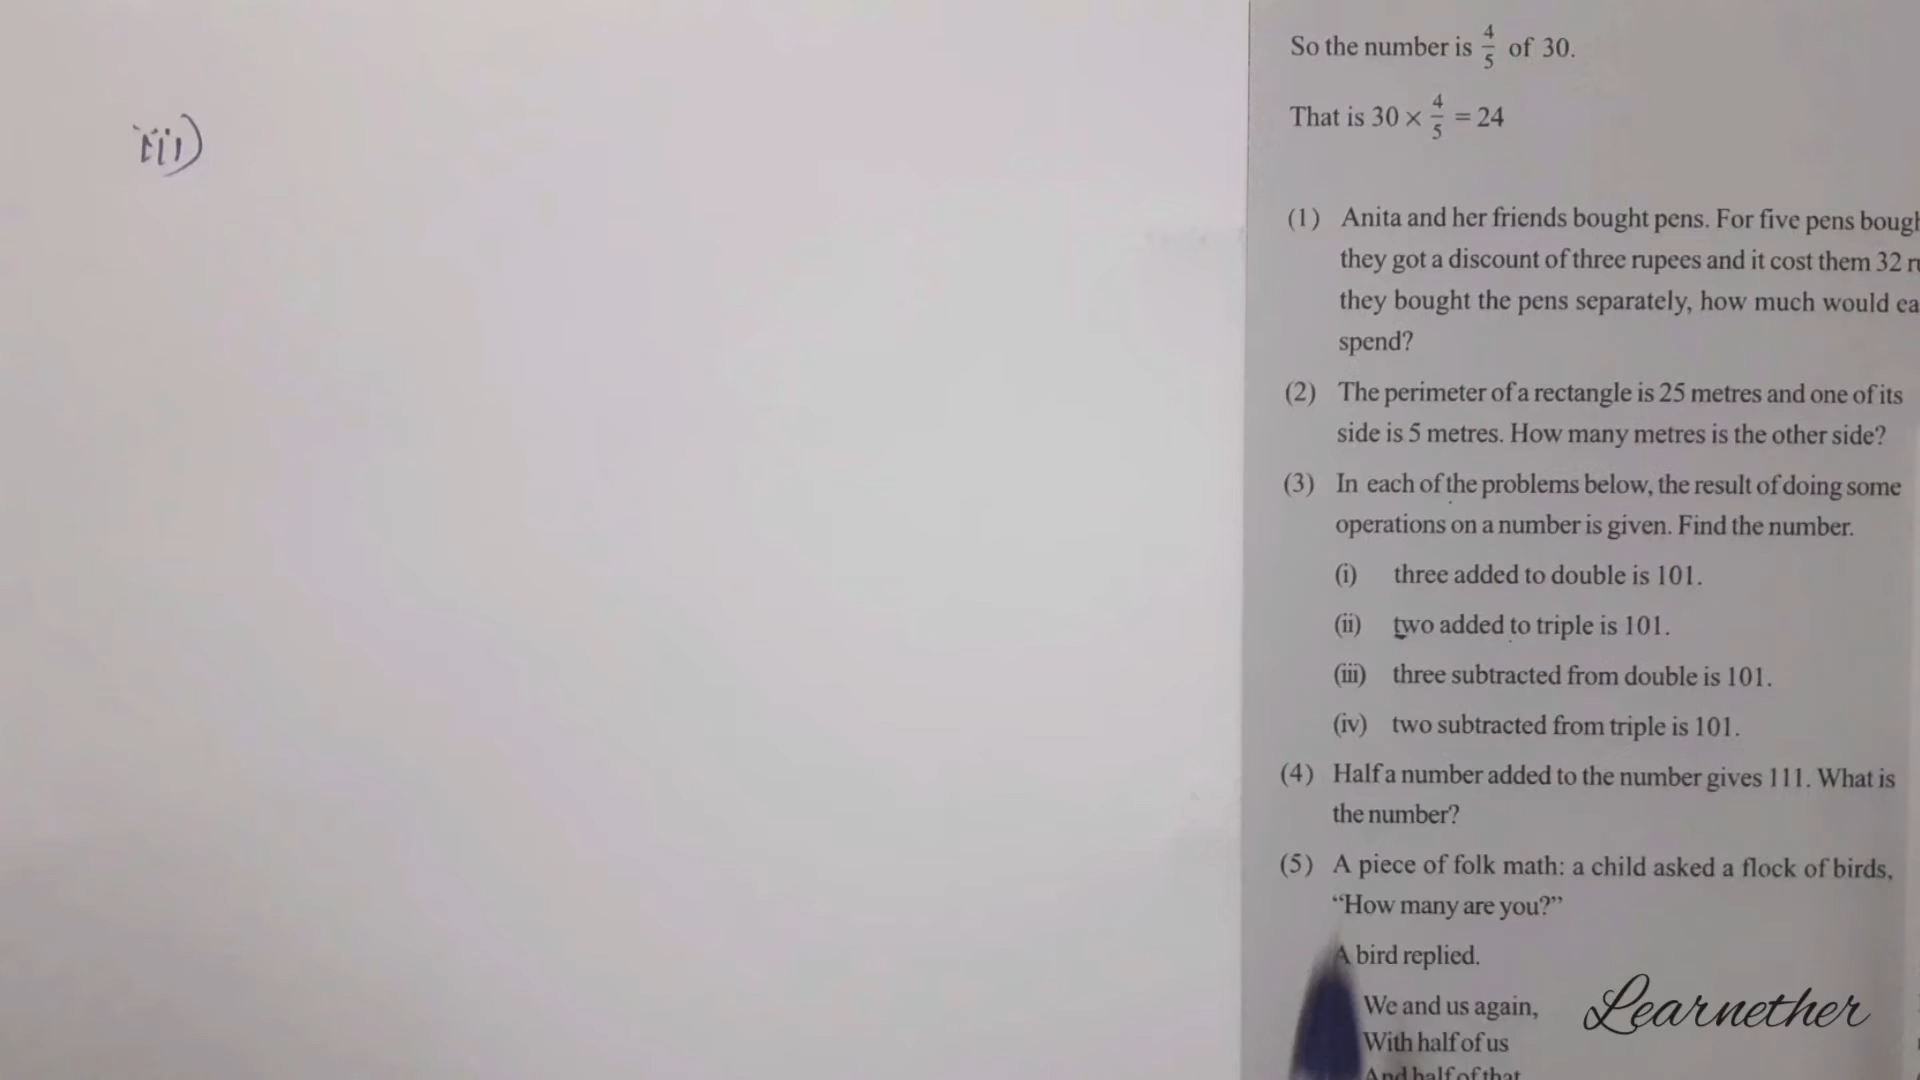 iii)
So the number is 4/5 of 30.
That is 30 × 4/5 = 24
(1) Anita and her friends bought pens. For five pens
they got a discount of three rupees and it cost them 32
they bought the pens separately, how much would
spend?
(2) The perimeter of a rectangle is 25 metres and one of its
side is 5 metres. How many metres is the other side?
(3) In each of the problems below, the result of doing some
operations on a number is given. Find the number.
(i) three added to double is 101.
(ii) two added to triple is 101.
(iii) three subtracted from double is 101.
(iv) two subtracted from triple is 101.
(4) Half a number added to the number gives 111. What is
the number?
(5) A piece of folk math: a child asked a flock of birds,
“How many are you?”
A bird replied.
We and us again,
With half of us
And half of that
Learnether